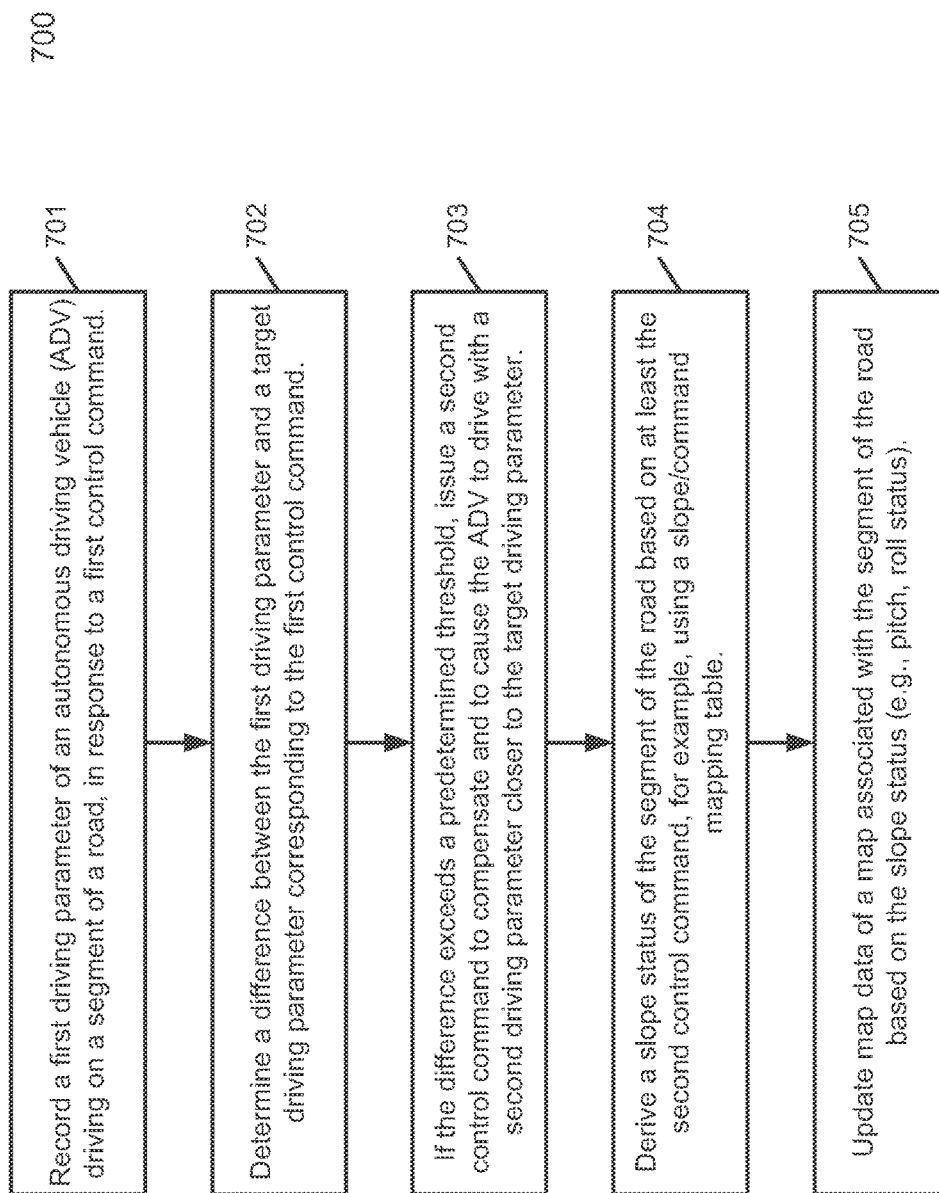 700
701
Record a first driving parameter of an autonomous driving vehicle (ADV)
driving on a segment of a road, in response to a first control command.
702
Determine a difference between the first driving parameter and a target
driving parameter corresponding to the first control command.
703
If the difference exceeds a predetermined threshold, issue a second
control command to compensate and to cause the ADV to drive with a
second driving parameter closer to the target driving parameter.
704
Derive a slope status of the segment of the road based on at least the
second control command, for example, using a slope/command
mapping table.
705
Update map data of a map associated with the segment of the road
based on the slope status (e.g., pitch, roll status).